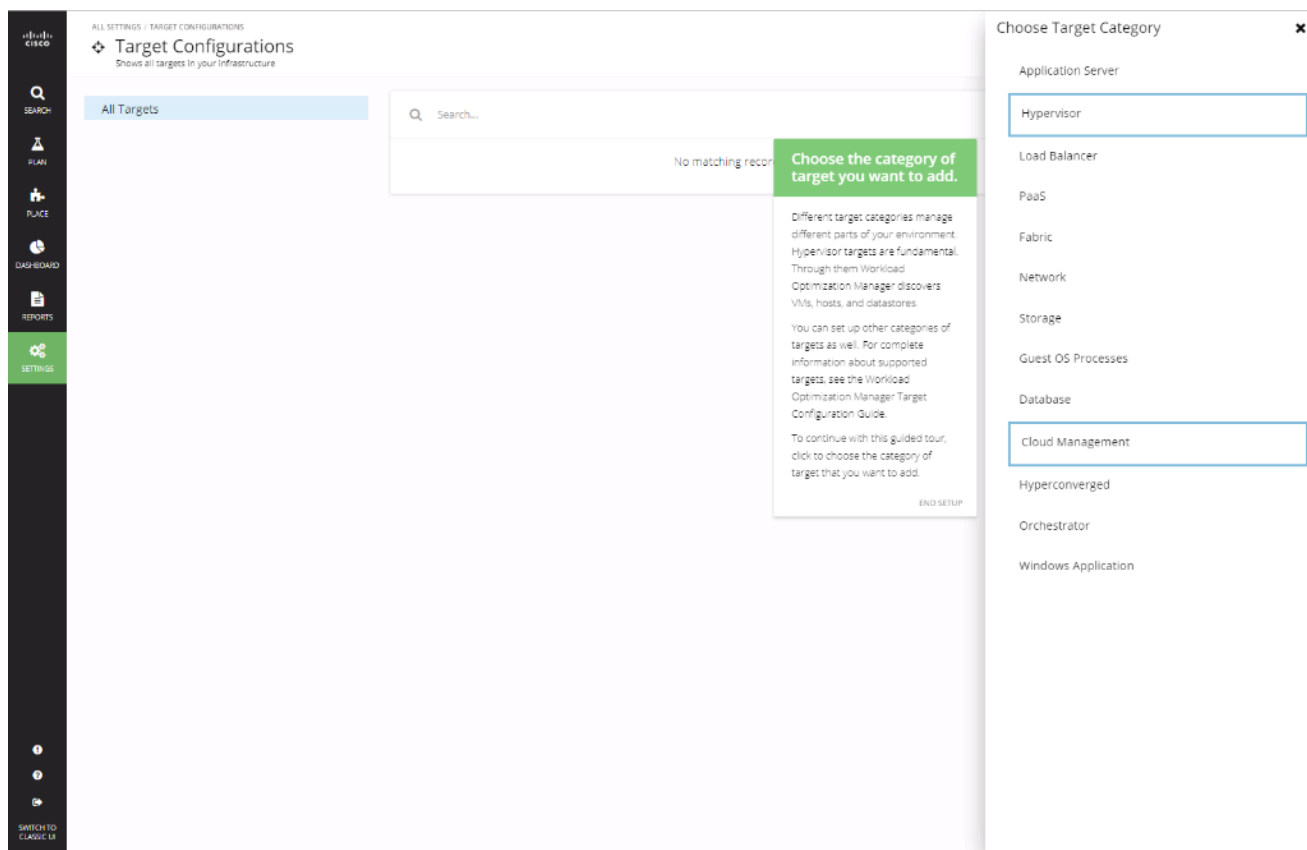 CISCO
SEARCH
PLAN
PLACE
DASHBOARD
REPORTS
SETTINGS
SWITCH TO
CLASSIC UI
ALL SETTINGS / TARGET CONFIGURATIONS
Target Configurations
Shows all targets in your infrastructure
All Targets
Search...
No matching recor
Choose the category of
target you want to add.
Different target categories manage
different parts of your environment.
Hypervisor targets are fundamental.
Through them Workload
Optimization Manager discovers
VMs, hosts, and datastores.
You can set up other categories of
targets as well. For complete
information about supported
targets, see the Workload
Optimization Manager Target
Configuration Guide.
To continue with this guided tour,
click to choose the category of
target that you want to add.
END SETUP
Choose Target Category
Application Server
Hypervisor
Load Balancer
PaaS
Fabric
Network
Storage
Guest OS Processes
Database
Cloud Management
Hyperconverged
Orchestrator
Windows Application